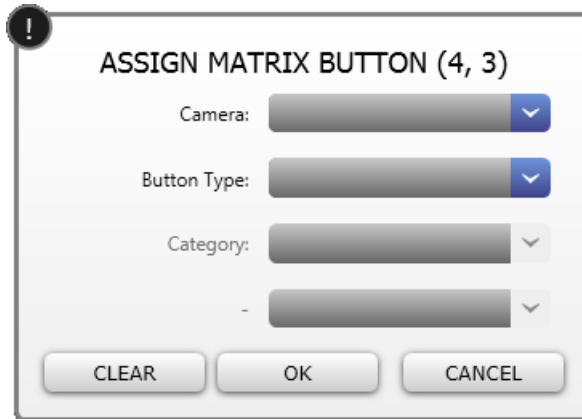 !
ASSIGN MATRIX BUTTON (4, 3)
Camera:
Button Type:
Category:
-
CLEAR OK CANCEL